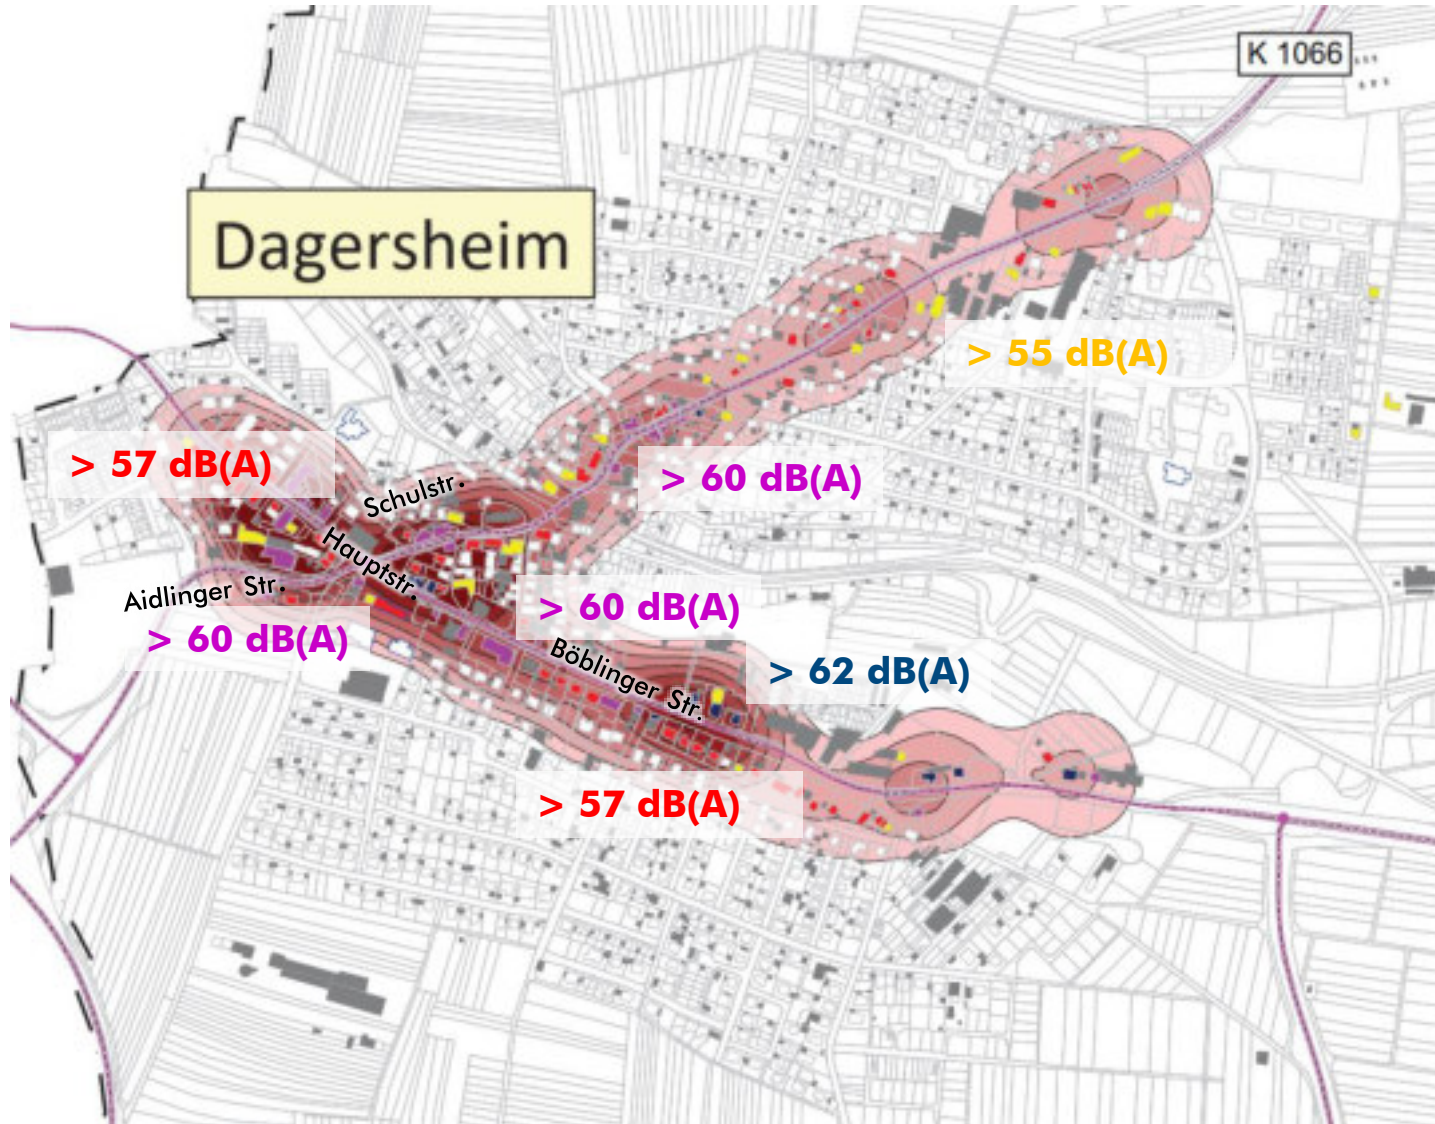 K 1066
Dagersheim
> 55 dB(A)
> 57 dB(A)
> 60 dB(A)
Schulstr.
Hauptstr.
Aidlinger Str.
> 60 dB(A)
> 60 dB(A)
Böblinger Str.
> 62 dB(A)
> 57 dB(A)